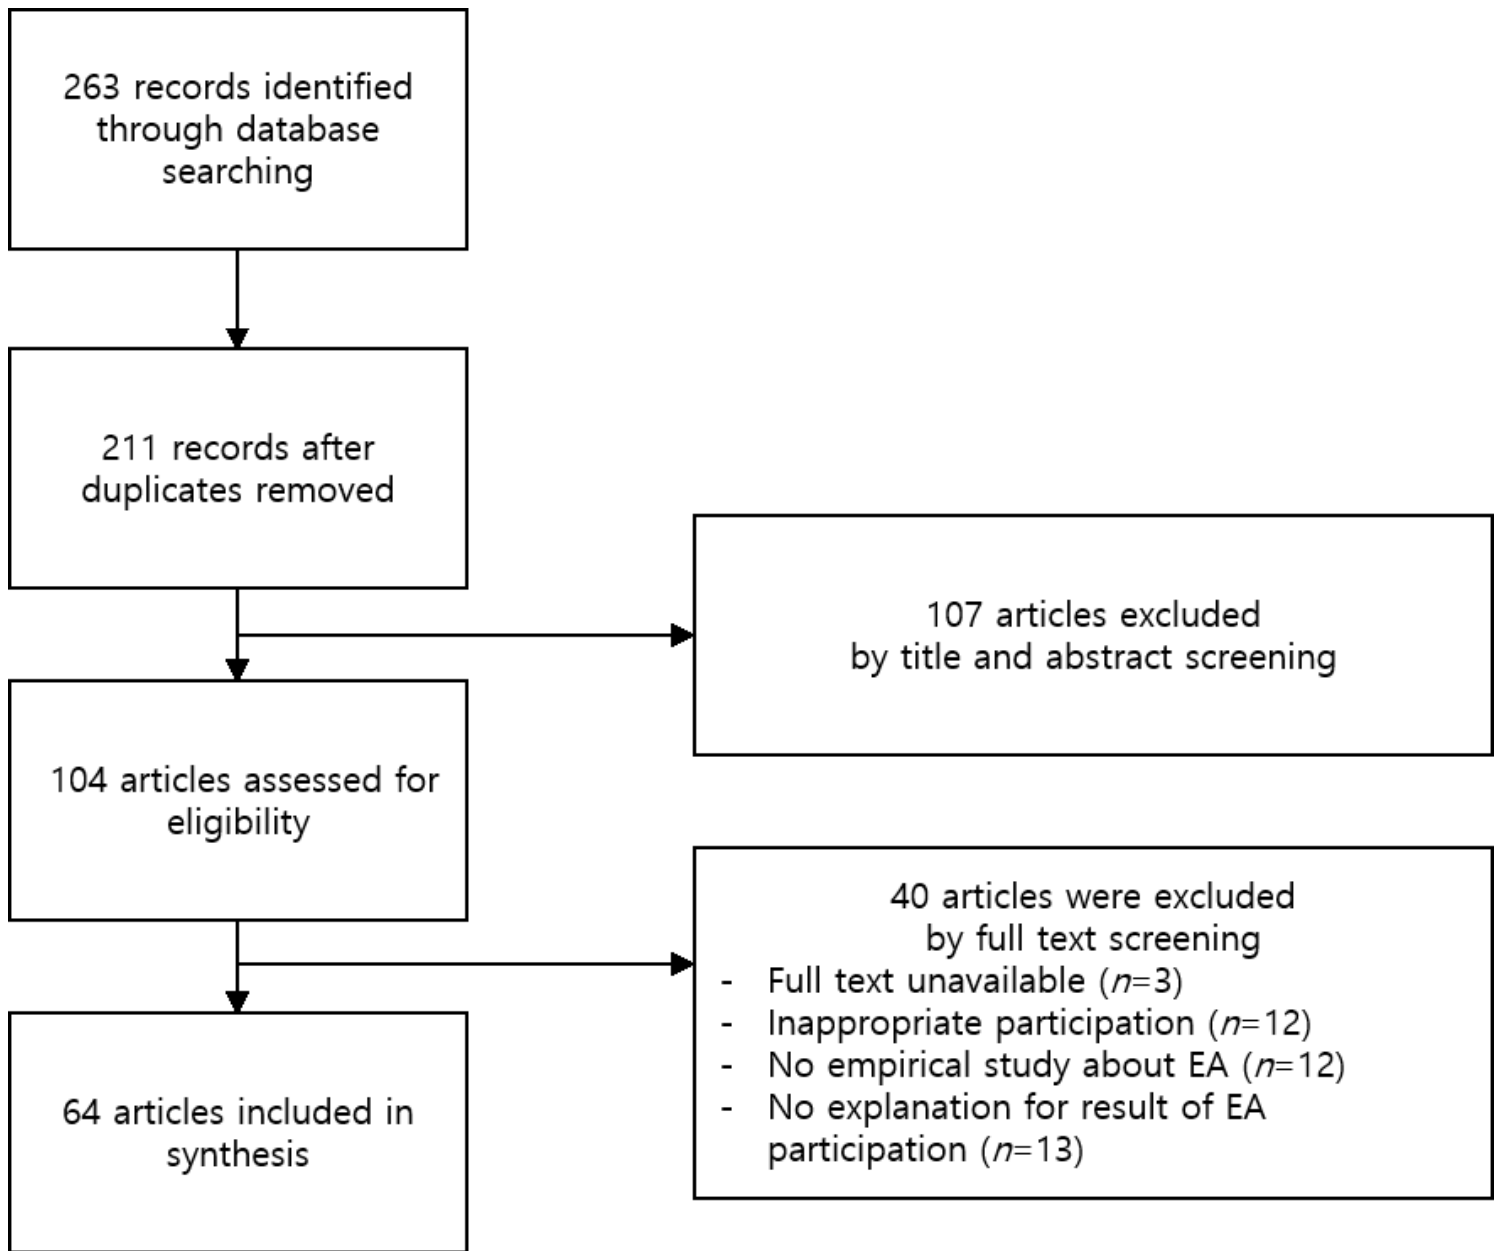 263 records identified
through database
searching
211 records after
duplicates removed
107 articles excluded
by title and abstract screening
104 articles assessed for
eligibility
40 articles were excluded
by full text screening
- Full text unavailable (n=3)
- Inappropriate participation (n=12)
- No empirical study about EA (n=12)
- No explanation for result of EA
participation (n=13)
64 articles included in
synthesis